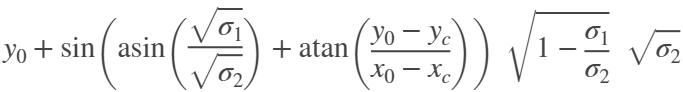 y_0 + \sin\left(\operatorname{asin}\left(\frac{\sqrt{\sigma_1}}{\sqrt{\sigma_2}}\right) + \operatorname{atan}\left(\frac{y_0 - y_c}{x_0 - x_c}\right)\right) \sqrt{1 - \frac{\sigma_1}{\sigma_2}} \sqrt{\sigma_2}